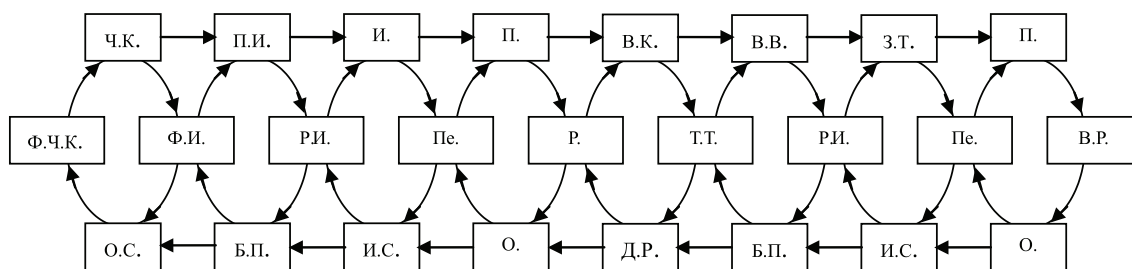 Ч.К. П.И. И. П. В.К. В.В. З.Т. П.
Ф.Ч.К. Ф.И. Р.И. Пе. Р. Т.Т. Р.И. Пе. В.Р.
О.С. Б.П. И.С. О. Д.Р. Б.П. И.С. О.